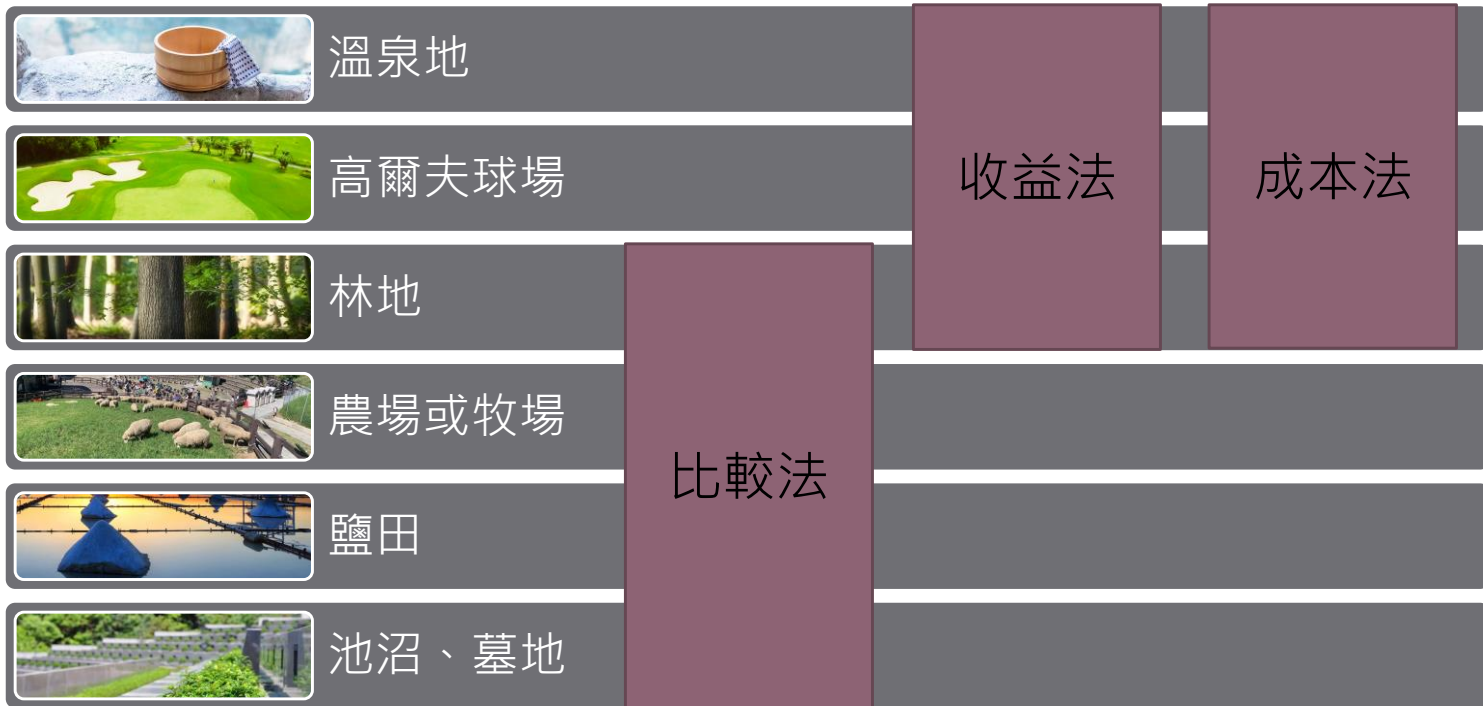 溫泉地
高爾夫球場
收益法
成本法
林地
農場或牧場
比較法
鹽田
池沼、墓地